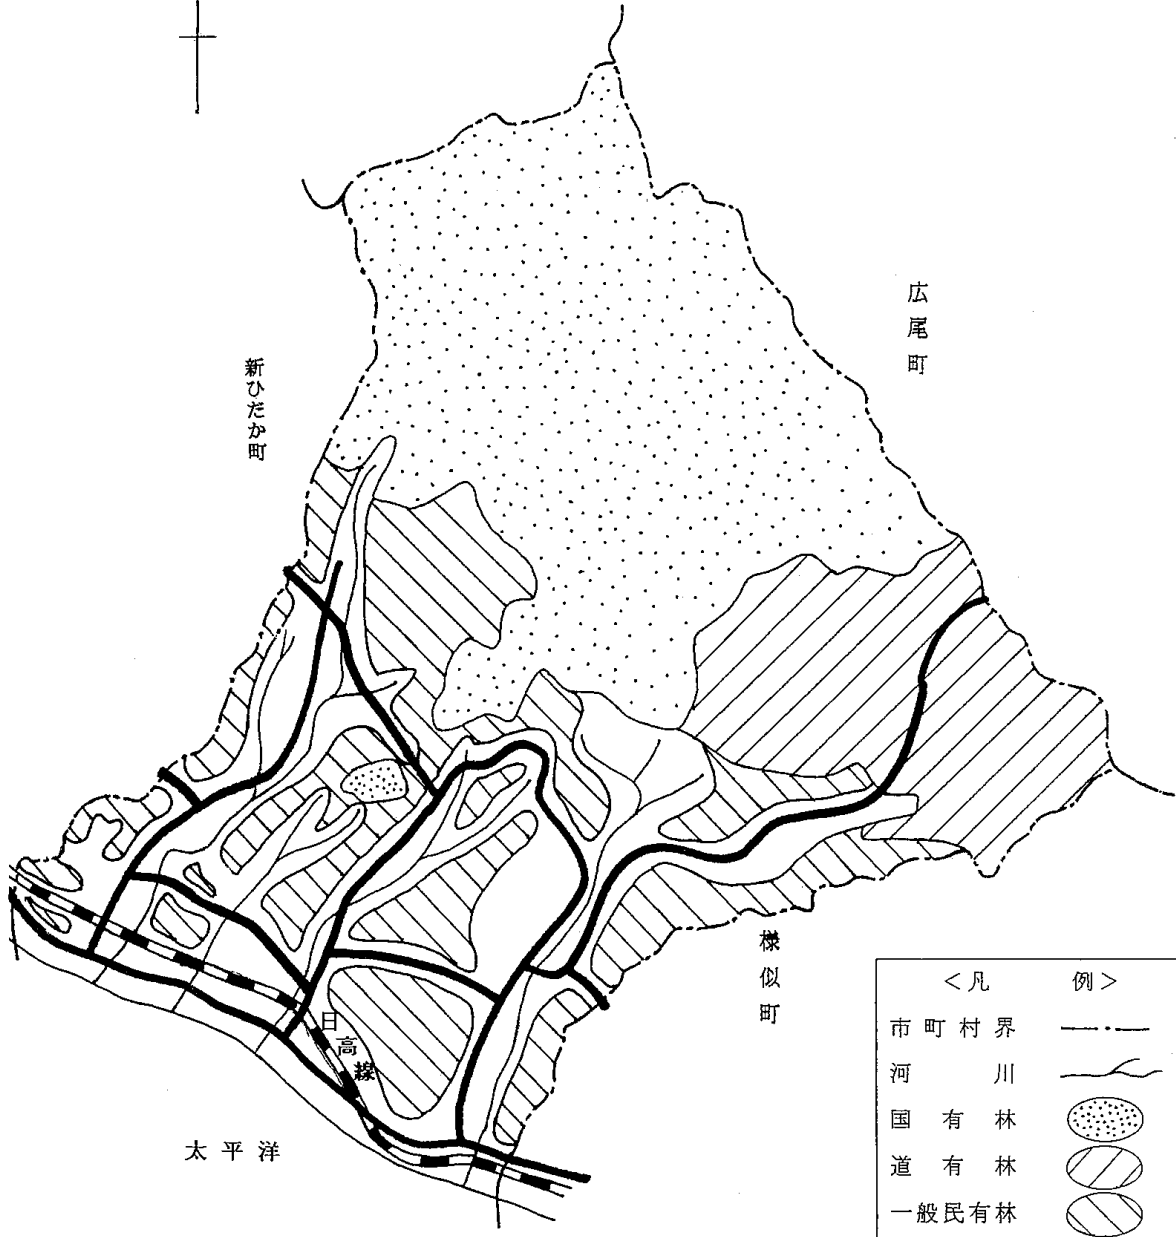 広尾町
新ひだか町
様似町
日高線
太平洋
<凡例>
市町村界
河川
国有林
道有林
一般民有林